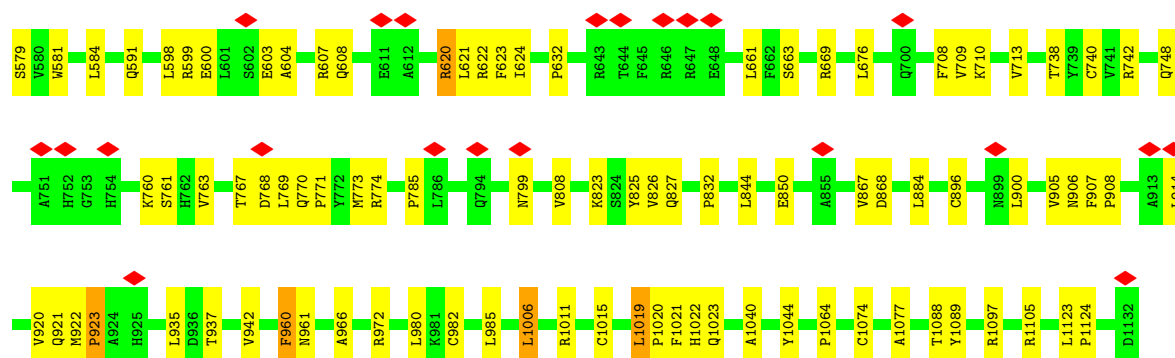 S579 V580 W581 L584 Q591 L598 R599 E600 L601 S602 E603 A604 R607 Q608 E611 A612 R620 L621 R622 F623 I624 P632 R643 T644 F645 R646 R647 E648 L661 F662 S663 R669 L676 Q700 F708 V709 K710 V713 T738 Y739 C740 V741 R742 Q748
A751 H752 G753 H754 K760 S761 H762 V763 T767 D768 L769 Q770 P771 Y772 M773 R774 P785 L786 Q794 N799 V808 K823 S824 Y825 V826 Q827 P832 L844 E850 A855 V867 D868 L884 C896 N899 L900 V905 N906 F907 P908 A913
V920 Q921 M922 P923 A924 H925 L935 D936 T937 V942 F960 N961 A966 R972 L980 K981 C982 L985 L1006 R1011 C1015 L1019 P1020 F1021 H1022 Q1023 A1040 Y1044 P1064 C1074 A1077 T1088 Y1089 R1097 R1105 L1123 P1124 D1132